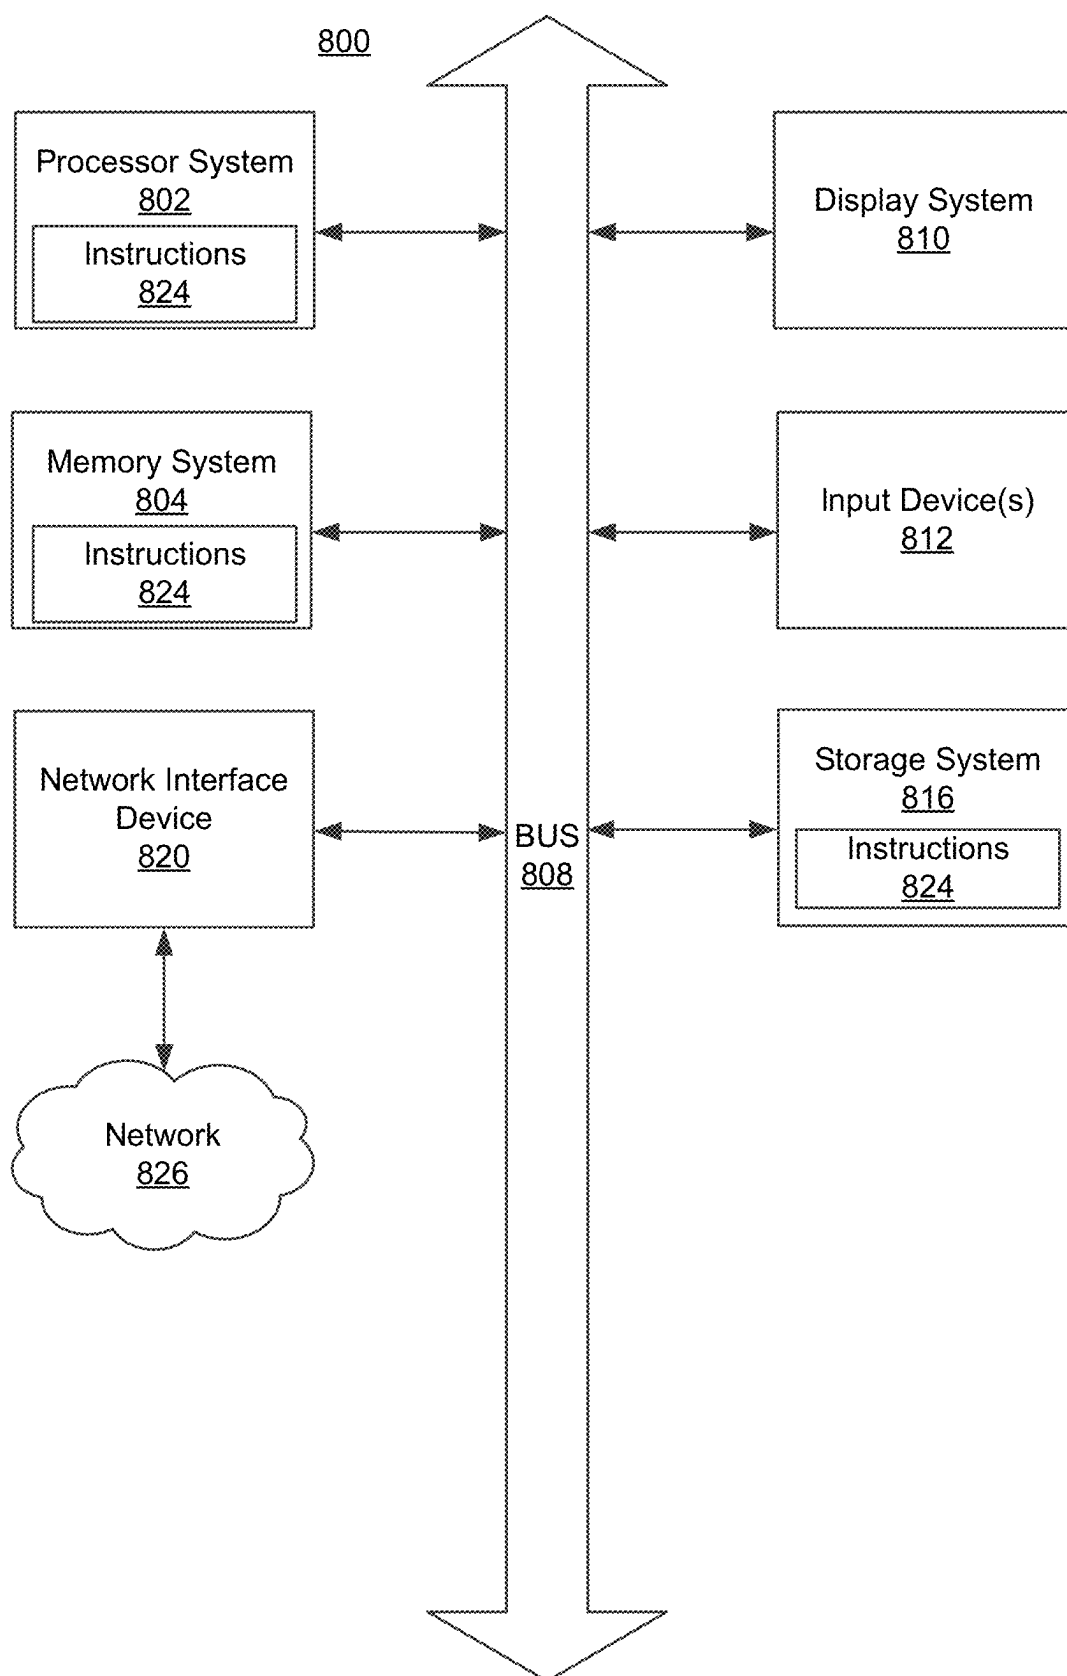 800
Processor System
802
Instructions
824
Display System
810
Memory System
804
Instructions
824
Input Device(s)
812
Network Interface
Device
820
BUS
808
Storage System
816
Instructions
824
Network
826